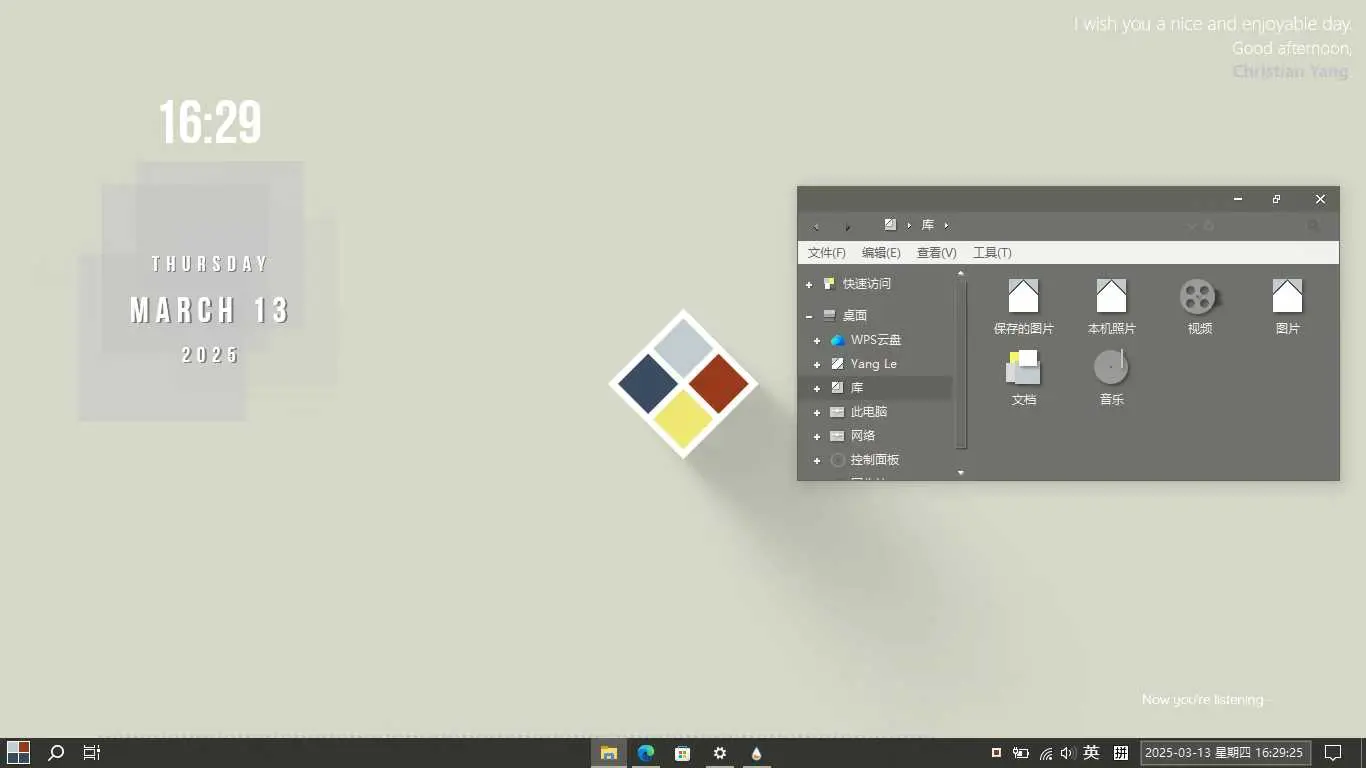 I wish you a nice and enjoyable day.
Good afternoon,
Christian Yang
16:29
THURSDAY
MARCH 13
2025
库
文件(F) 编辑(E) 查看(V) 工具(T)
快速访问
桌面
WPS云盘
Yang Le
库
此电脑
网络
控制面板
保存的图片 本机照片 视频 图片
文档 音乐
Now you're listening--
英 拼 2025-03-13 星期四 16:29:25